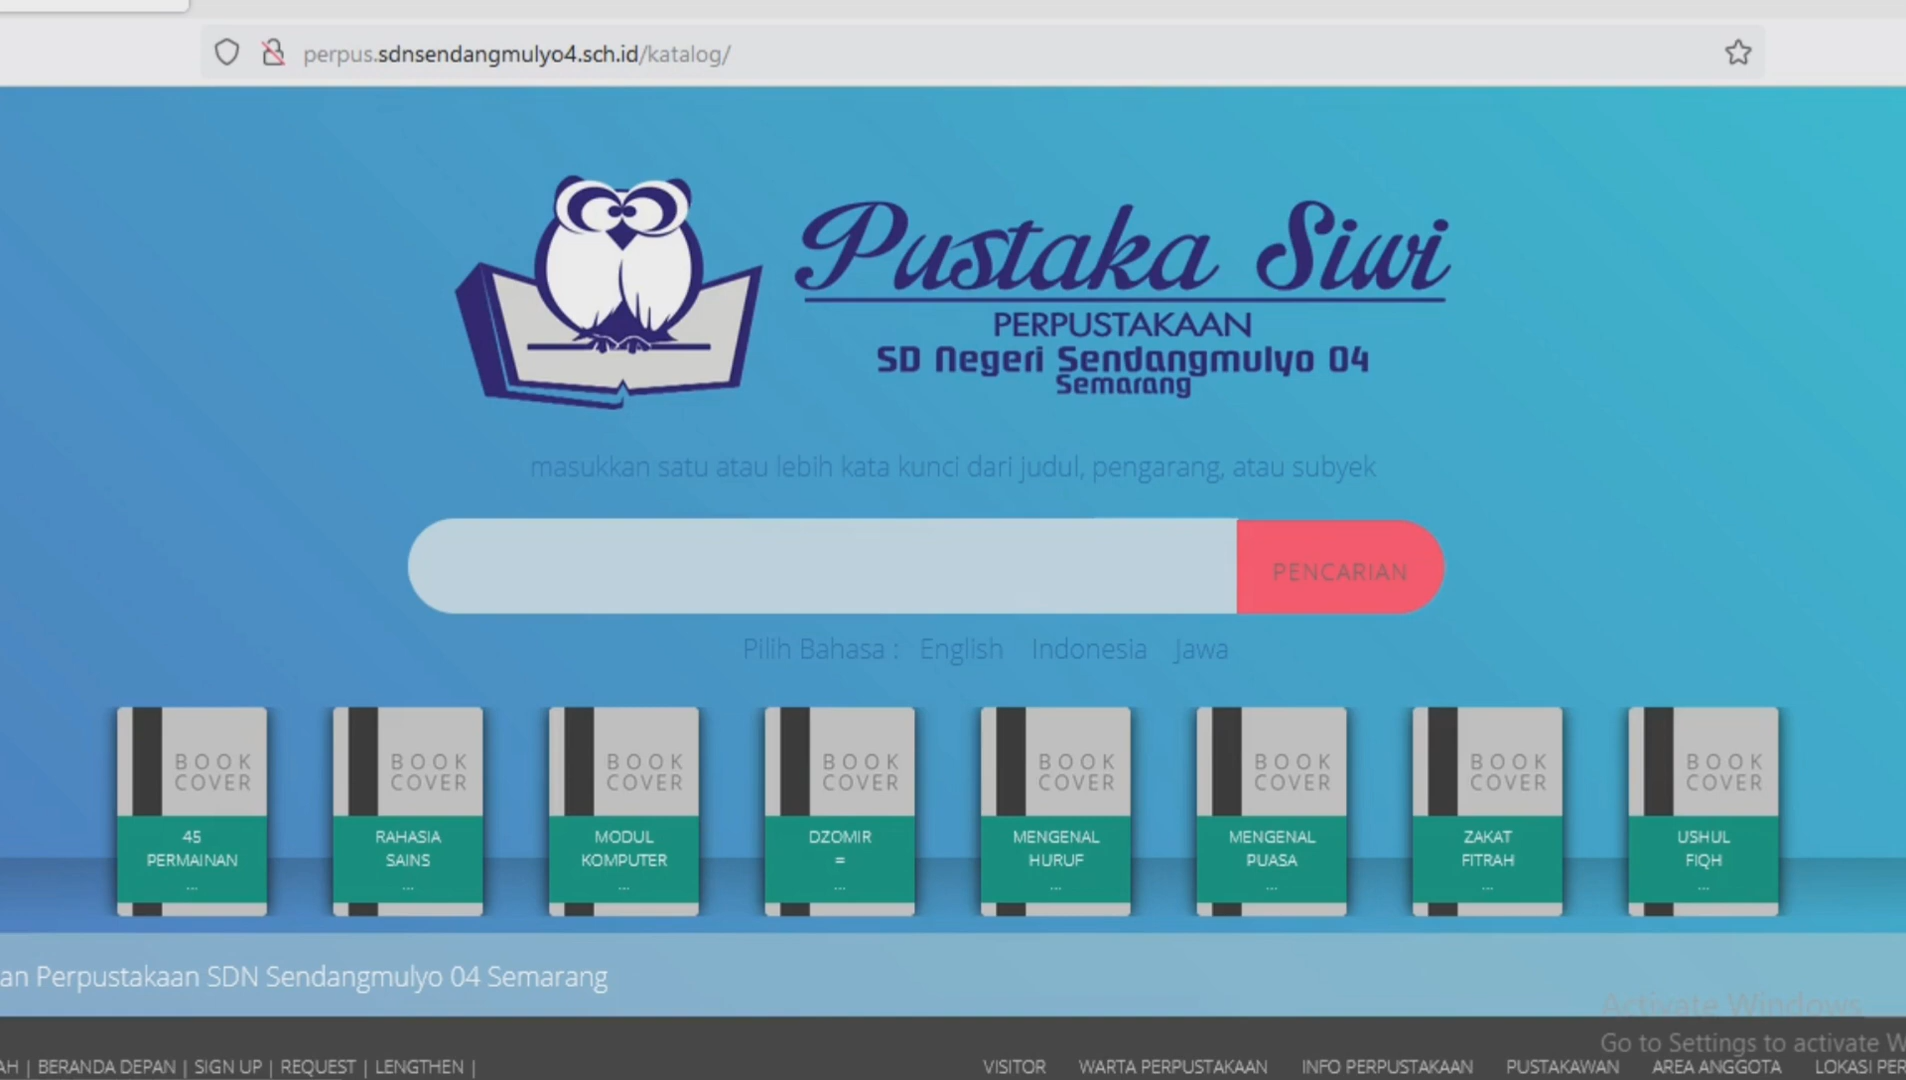 perpus.sdnsendangmulyo4.sch.id/katalog/
Pustaka Siwi
PERPUSTAKAAN
SD Negeri Sendangmulyo 04
Semarang
masukkan satu atau lebih kata kunci dari judul, pengarang, atau subyek
PENCARIAN
Pilih Bahasa : English Indonesia Jawa
BOOK COVER
45
PERMAINAN
...
BOOK COVER
RAHASIA
SAINS
...
BOOK COVER
MODUL
KOMPUTER
...
BOOK COVER
DZOMIR
=
...
BOOK COVER
MENGENAL
HURUF
...
BOOK COVER
MENGENAL
PUASA
...
BOOK COVER
ZAKAT
FITRAH
...
BOOK COVER
USHUL
FIQH
...
an Perpustakaan SDN Sendangmulyo 04 Semarang
Activate Windows
Go to Settings to activate W
AH | BERANDA DEPAN | SIGN UP | REQUEST | LENGTHEN |
VISITOR WARTA PERPUSTAKAAN INFO PERPUSTAKAAN PUSTAKAWAN AREA ANGGOTA LOKASI PER